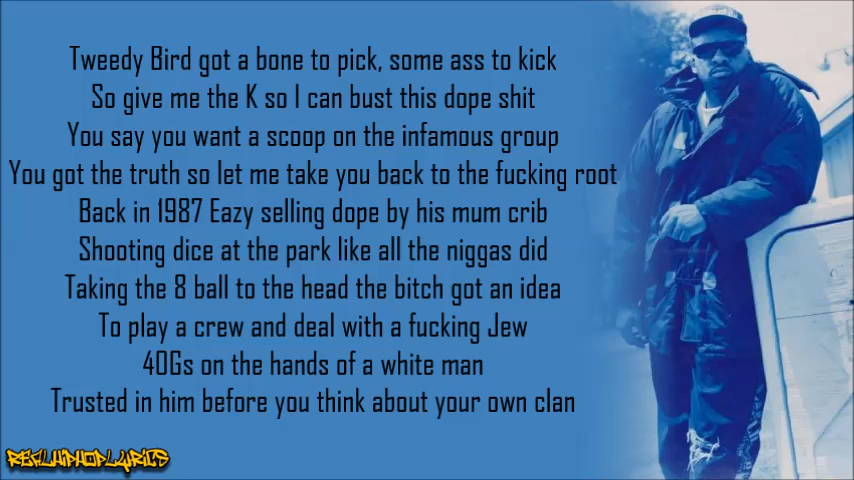 Tweedy Bird got a bone to pick, some ass to kick
So give me the K so I can bust this dope shit
You say you want a scoop on the infamous group
You got the truth so let me take you back to the fucking root
Back in 1987 Eazy selling dope by his mum crib
Shooting dice at the park like all the niggas did
Taking the 8 ball to the head the bitch got an idea
To play a crew and deal with a fucking Jew
40Gs on the hands of a white man
Trusted in him before you think about your own clan
REALHIPHOPLYRICS